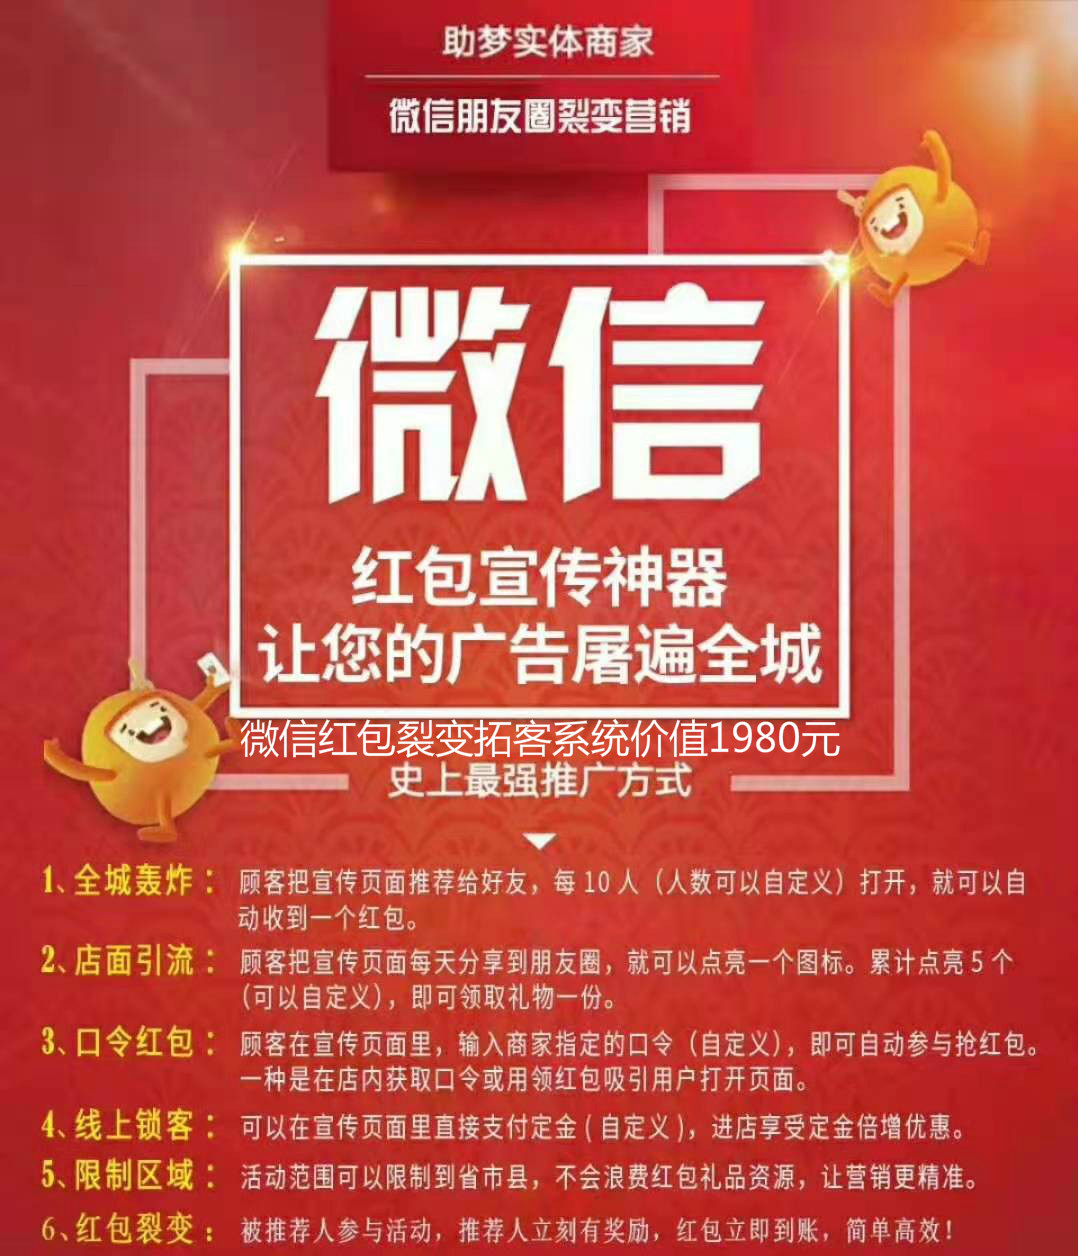 助梦实体商家
微信朋友圈裂变营销
微信
红包宣传神器
让您的广告屠遍全城
微信红包裂变拓客系统价值1980元
史上最强推广方式
1、全城轰炸：顾客把宣传页面推荐给好友，每10人（人数可以自定义）打开，就可以自
动收到一个红包。
2、店面引流：顾客把宣传页面每天分享到朋友圈，就可以点亮一个图标。累计点亮5个
（可以自定义），即可领取礼物一份。
3、口令红包：顾客在宣传页面里，输入商家指定的口令（自定义），即可自动参与抢红包。
一种是在店内获取口令或用领红包吸引用户打开页面。
4、线上锁客：可以在宣传页面里直接支付定金(自定义)，进店享受定金倍增优惠。
5、限制区域：活动范围可以限制到省市县，不会浪费红包礼品资源，让营销更精准。
6、红包裂变：被推荐人参与活动，推荐人立刻有奖励，红包立即到账，简单高效！